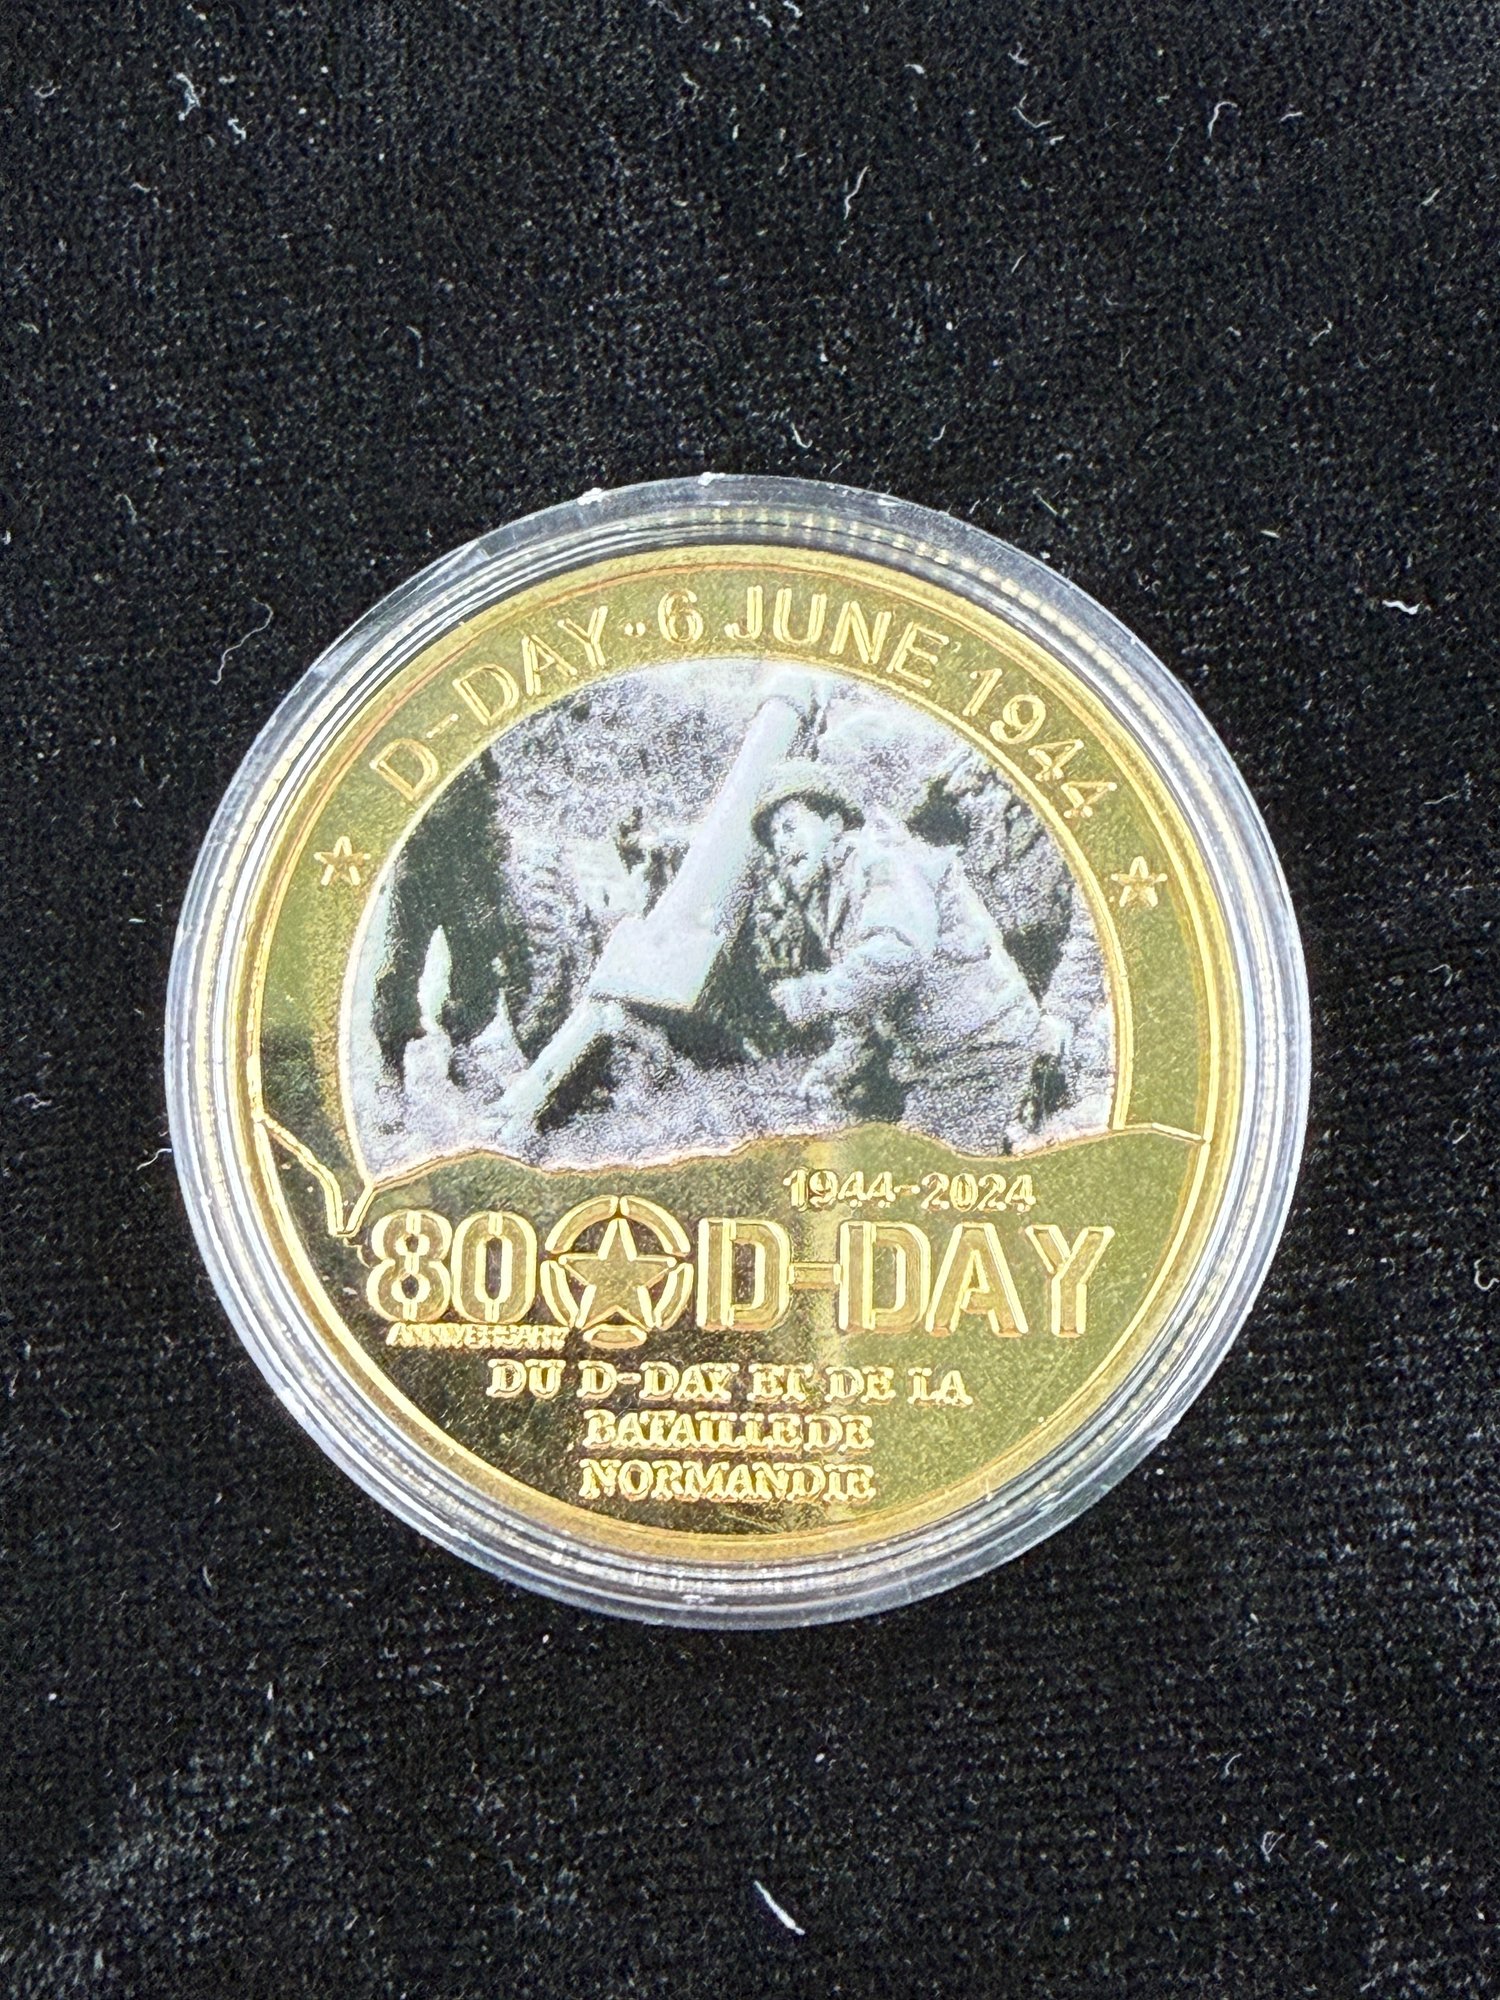 D-DAY · 6 JUNE 1944
1944-2024
80 D-DAY
ANNIVERSARY
DU D-DAY ET DE LA
BATAILLE DE
NORMANDIE